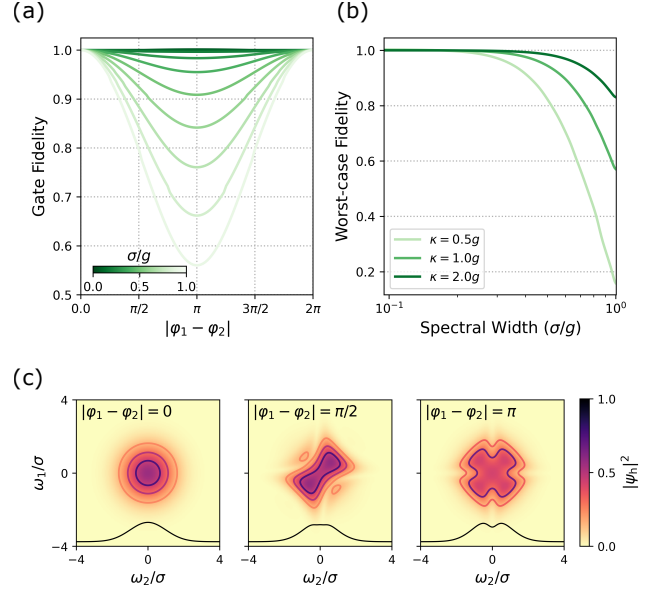 (a)
1.0
0.9
0.8
0.7
0.6
0.5
Gate Fidelity
σ/g
0.0 0.5 1.0
0.0 π/2 π 3π/2 2π
|φ₁ − φ₂|
(b)
1.0
0.8
0.6
0.4
0.2
Worst-case Fidelity
κ = 0.5g
κ = 1.0g
κ = 2.0g
10⁻¹ 10⁰
Spectral Width (σ/g)
(c)
|φ₁ − φ₂| = 0
|φ₁ − φ₂| = π/2
|φ₁ − φ₂| = π
4
0
−4
ω₁/σ
−4 0 4
−4 0 4
−4 0 4
ω₂/σ
ω₂/σ
ω₂/σ
1.0
0.5
0.0
|ψₕ|²